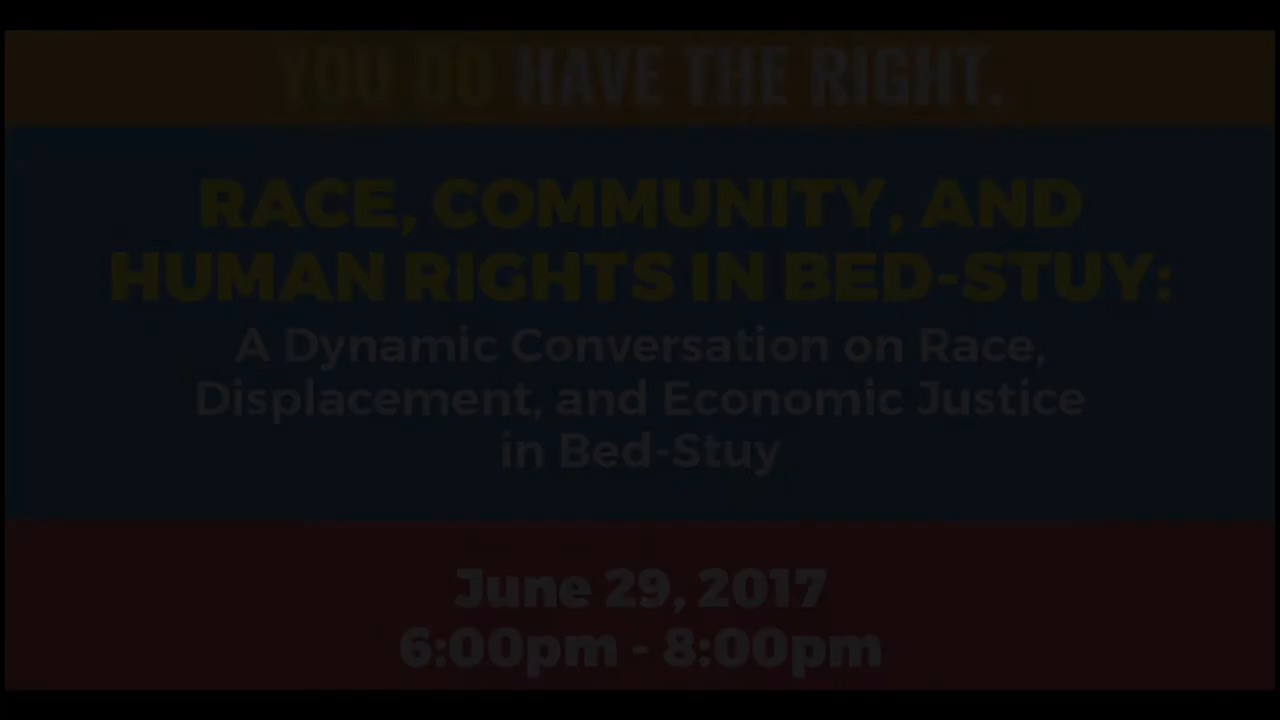 YOU DO HAVE THE RIGHT.
RACE, COMMUNITY, AND
HUMAN RIGHTS IN BED-STUY:
A Dynamic Conversation on Race,
Displacement, and Economic Justice
in Bed-Stuy
June 29, 2017
6:00pm - 8:00pm